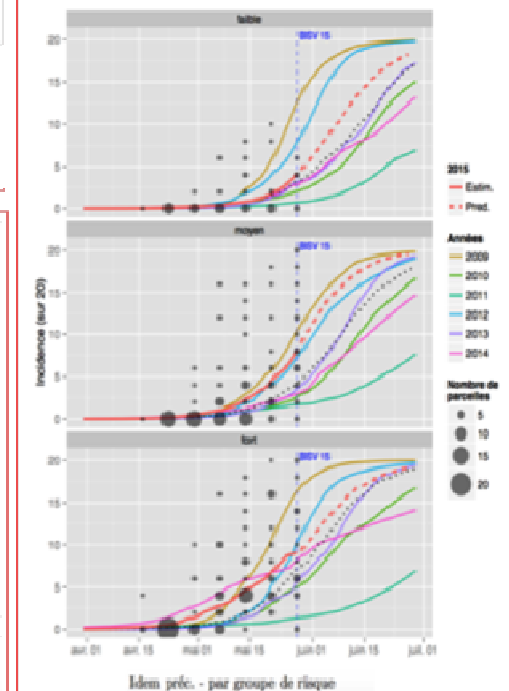 faible
BSV 15
20
15
10
5
0
moyen
BSV 15
20
15
10
5
0
Incidence (sur 20)
fort
BSV 15
20
15
10
5
0
avr. 01 avr. 15 mai 01 mai 15 juin 01 juin 15 juil. 01
2015
Estim.
Pred.
Années
2009
2010
2011
2012
2013
2014
Nombre de
parcelles
5
10
15
20
Idem préc. - par groupe de risque